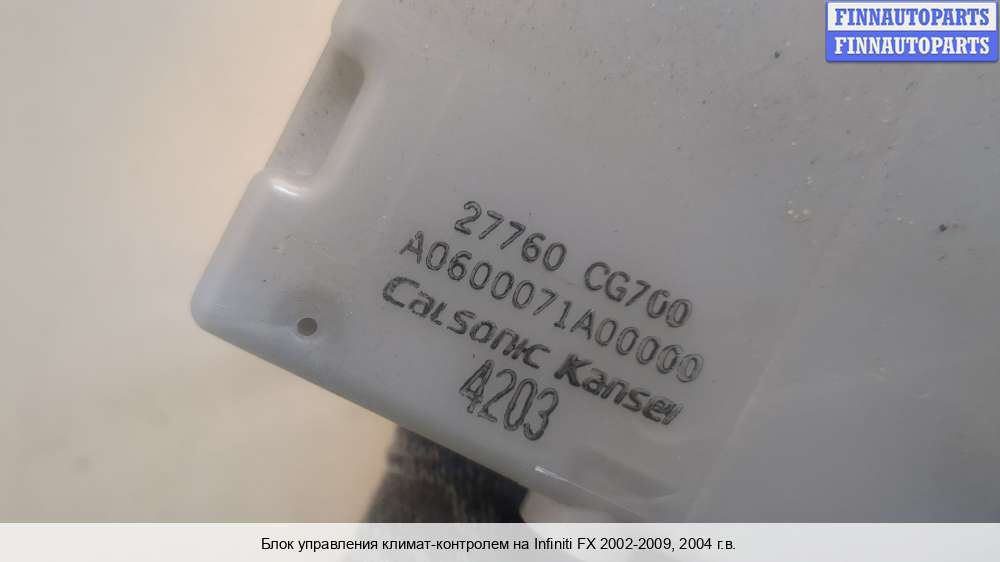 FINNAUTOPARTS
FINNAUTOPARTS
27760 CG700
A0600071A00000
CALSONIC Kansei
4203
Блок управления климат-контролем на Infiniti FX 2002-2009, 2004 г.в.